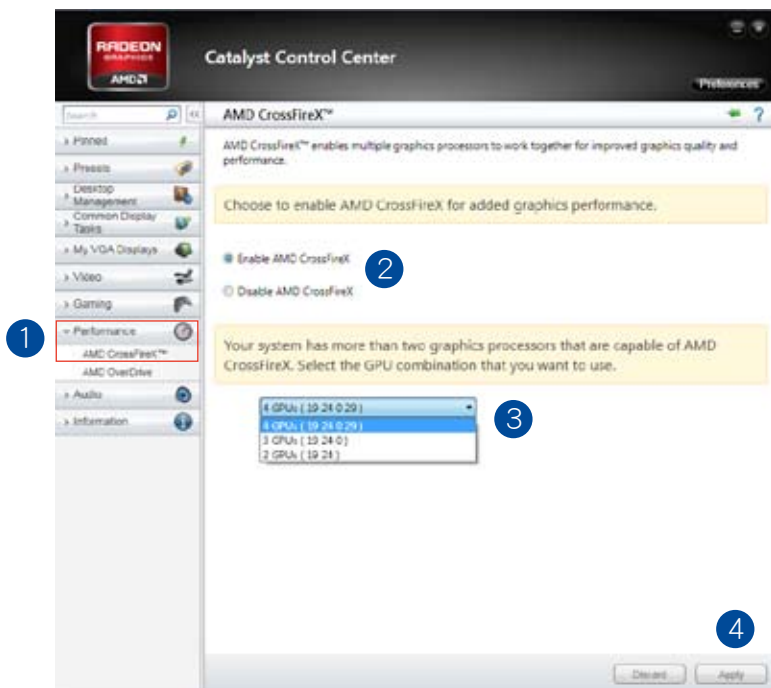 RADEON
GRAPHICS
AMD
Catalyst Control Center
Preferences
Search
AMD CrossFireX™
?
Pinned
Presets
Desktop
Management
Common Display
Tasks
My VGA Displays
Video
Gaming
Performance
AMD CrossFireX™
AMD OverDrive
Audio
Information
AMD CrossFireX™ enables multiple graphics processors to work together for improved graphics quality and
performance.
Choose to enable AMD CrossFireX for added graphics performance.
Enable AMD CrossFireX
Disable AMD CrossFireX
Your system has more than two graphics processors that are capable of AMD
CrossFireX. Select the GPU combination that you want to use.
4 GPUs ( 19 24 0 29 )
4 GPUs ( 19 24 0 29 )
3 GPUs ( 19 24 0 )
2 GPUs ( 19 24 )
1
2
3
4
Discard
Apply